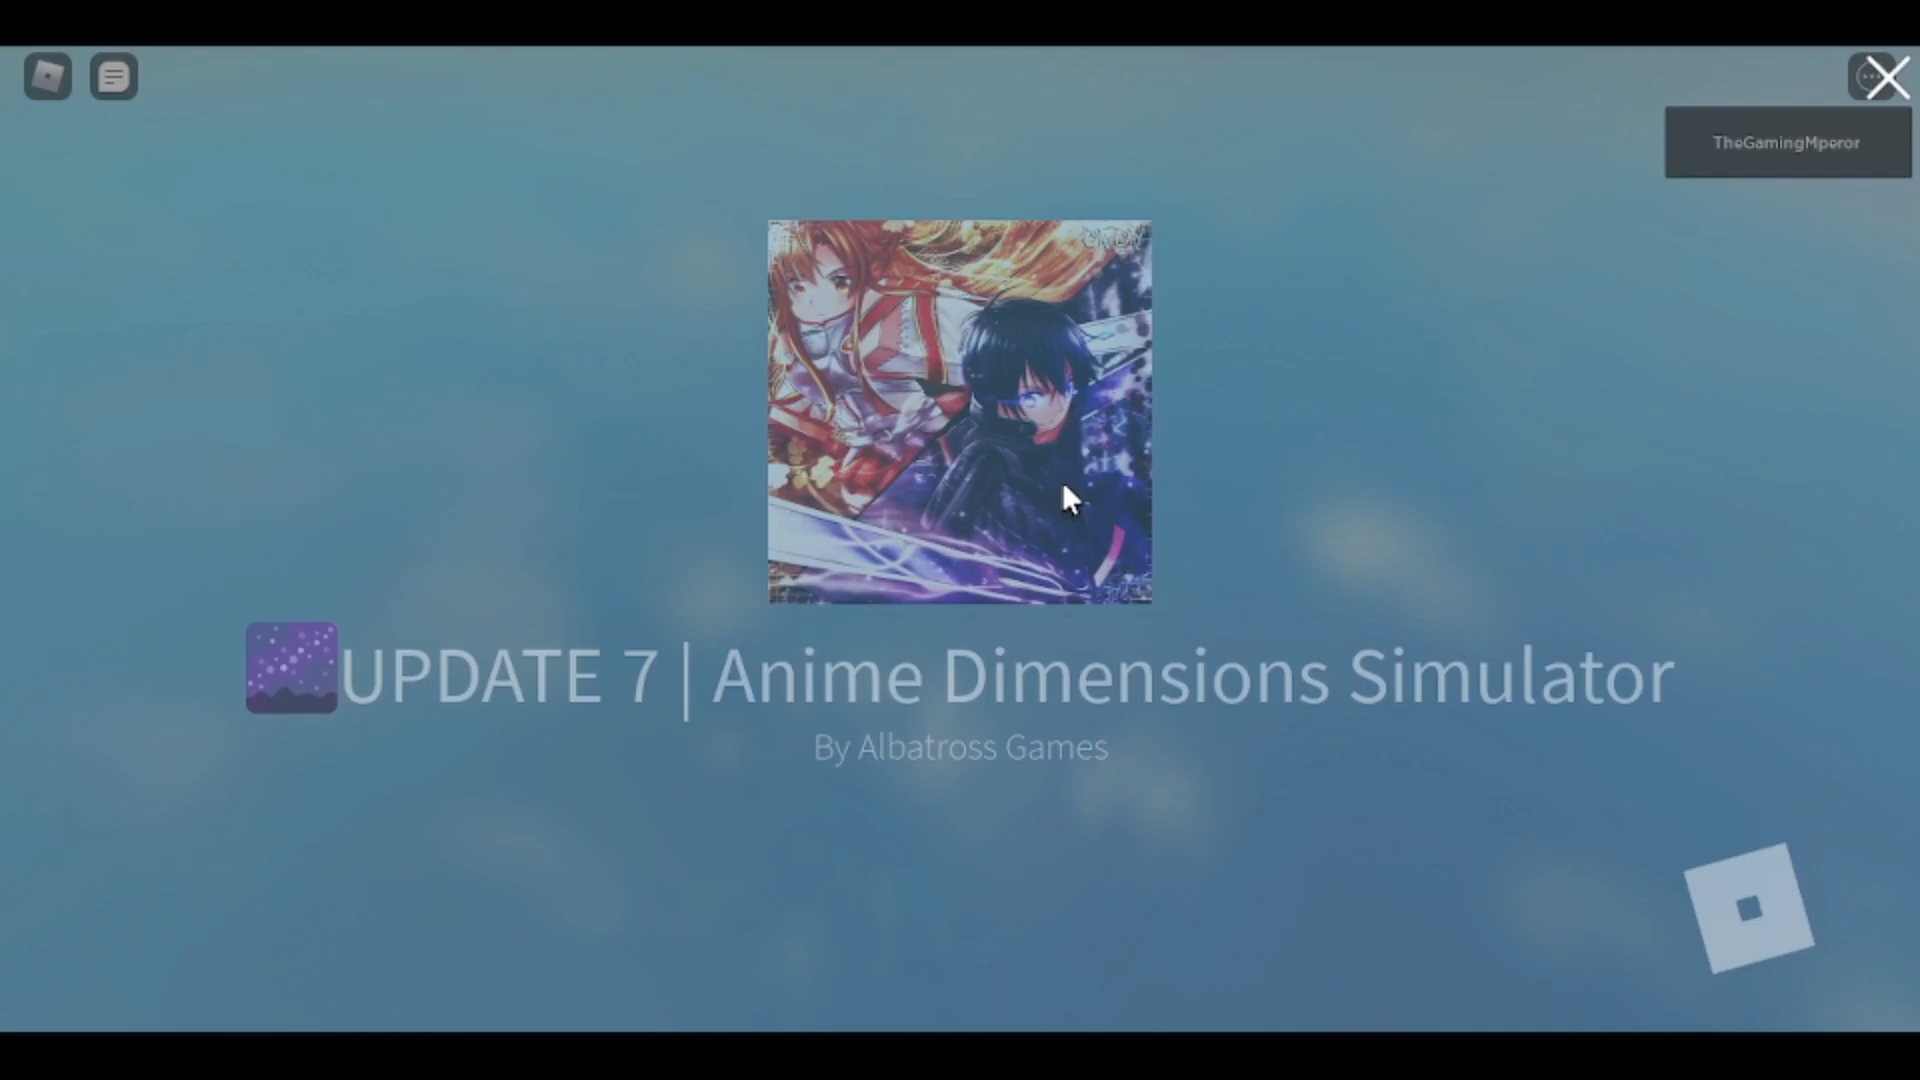 TheGamingMperor
UPDATE 7 | Anime Dimensions Simulator
By Albatross Games